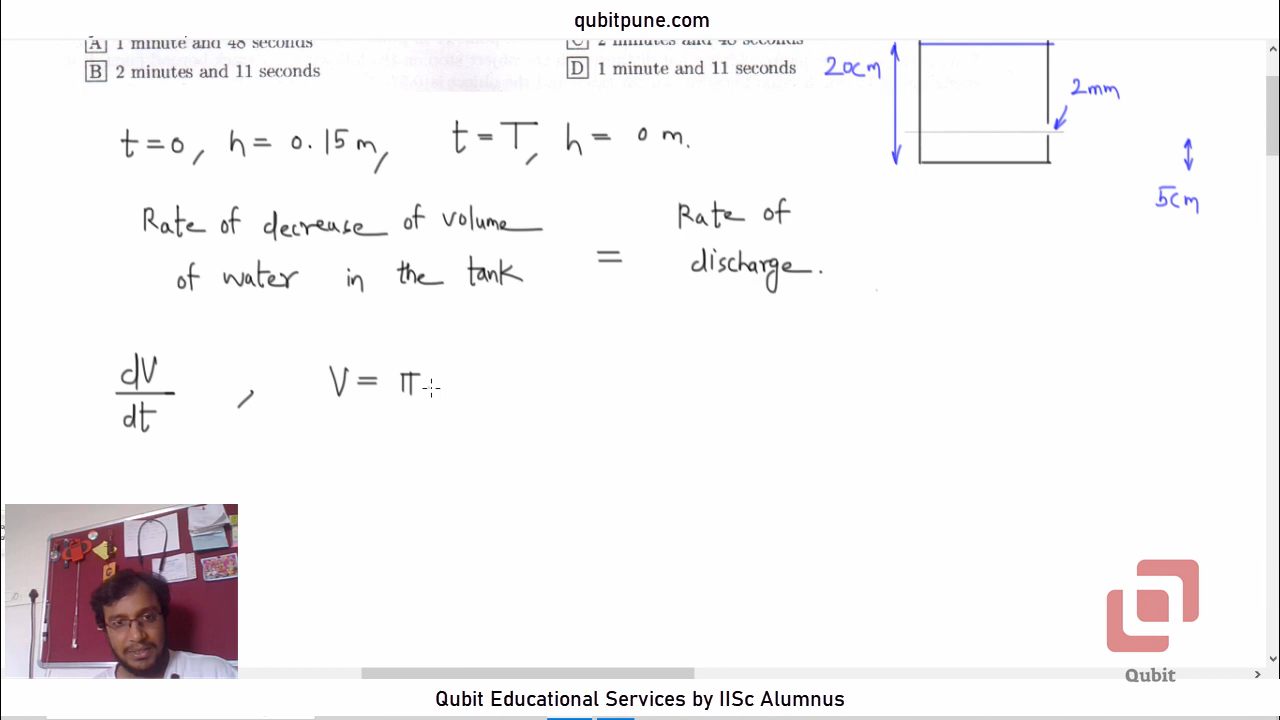 qubitpune.com
A 1 minute and 48 seconds
C 2 minutes and 48 seconds
B 2 minutes and 11 seconds
D 1 minute and 11 seconds
20cm
2mm
5cm
t=0, h= 0.15 m, t=T, h= 0 m.
Rate of decrease of volume
of water in the tank
=
Rate of
discharge.
dV
dt
, V= π
Qubit
Qubit Educational Services by IISc Alumnus